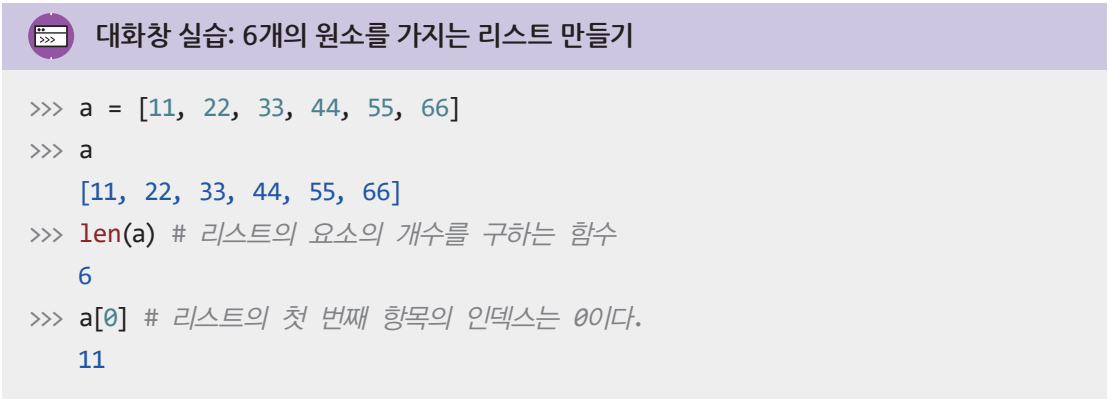 >>>
대화창 실습: 6개의 원소를 가지는 리스트 만들기
>>> a = [11, 22, 33, 44, 55, 66]
>>> a
[11, 22, 33, 44, 55, 66]
>>> len(a) # 리스트의 요소의 개수를 구하는 함수
6
>>> a[0] # 리스트의 첫 번째 항목의 인덱스는 0이다.
11